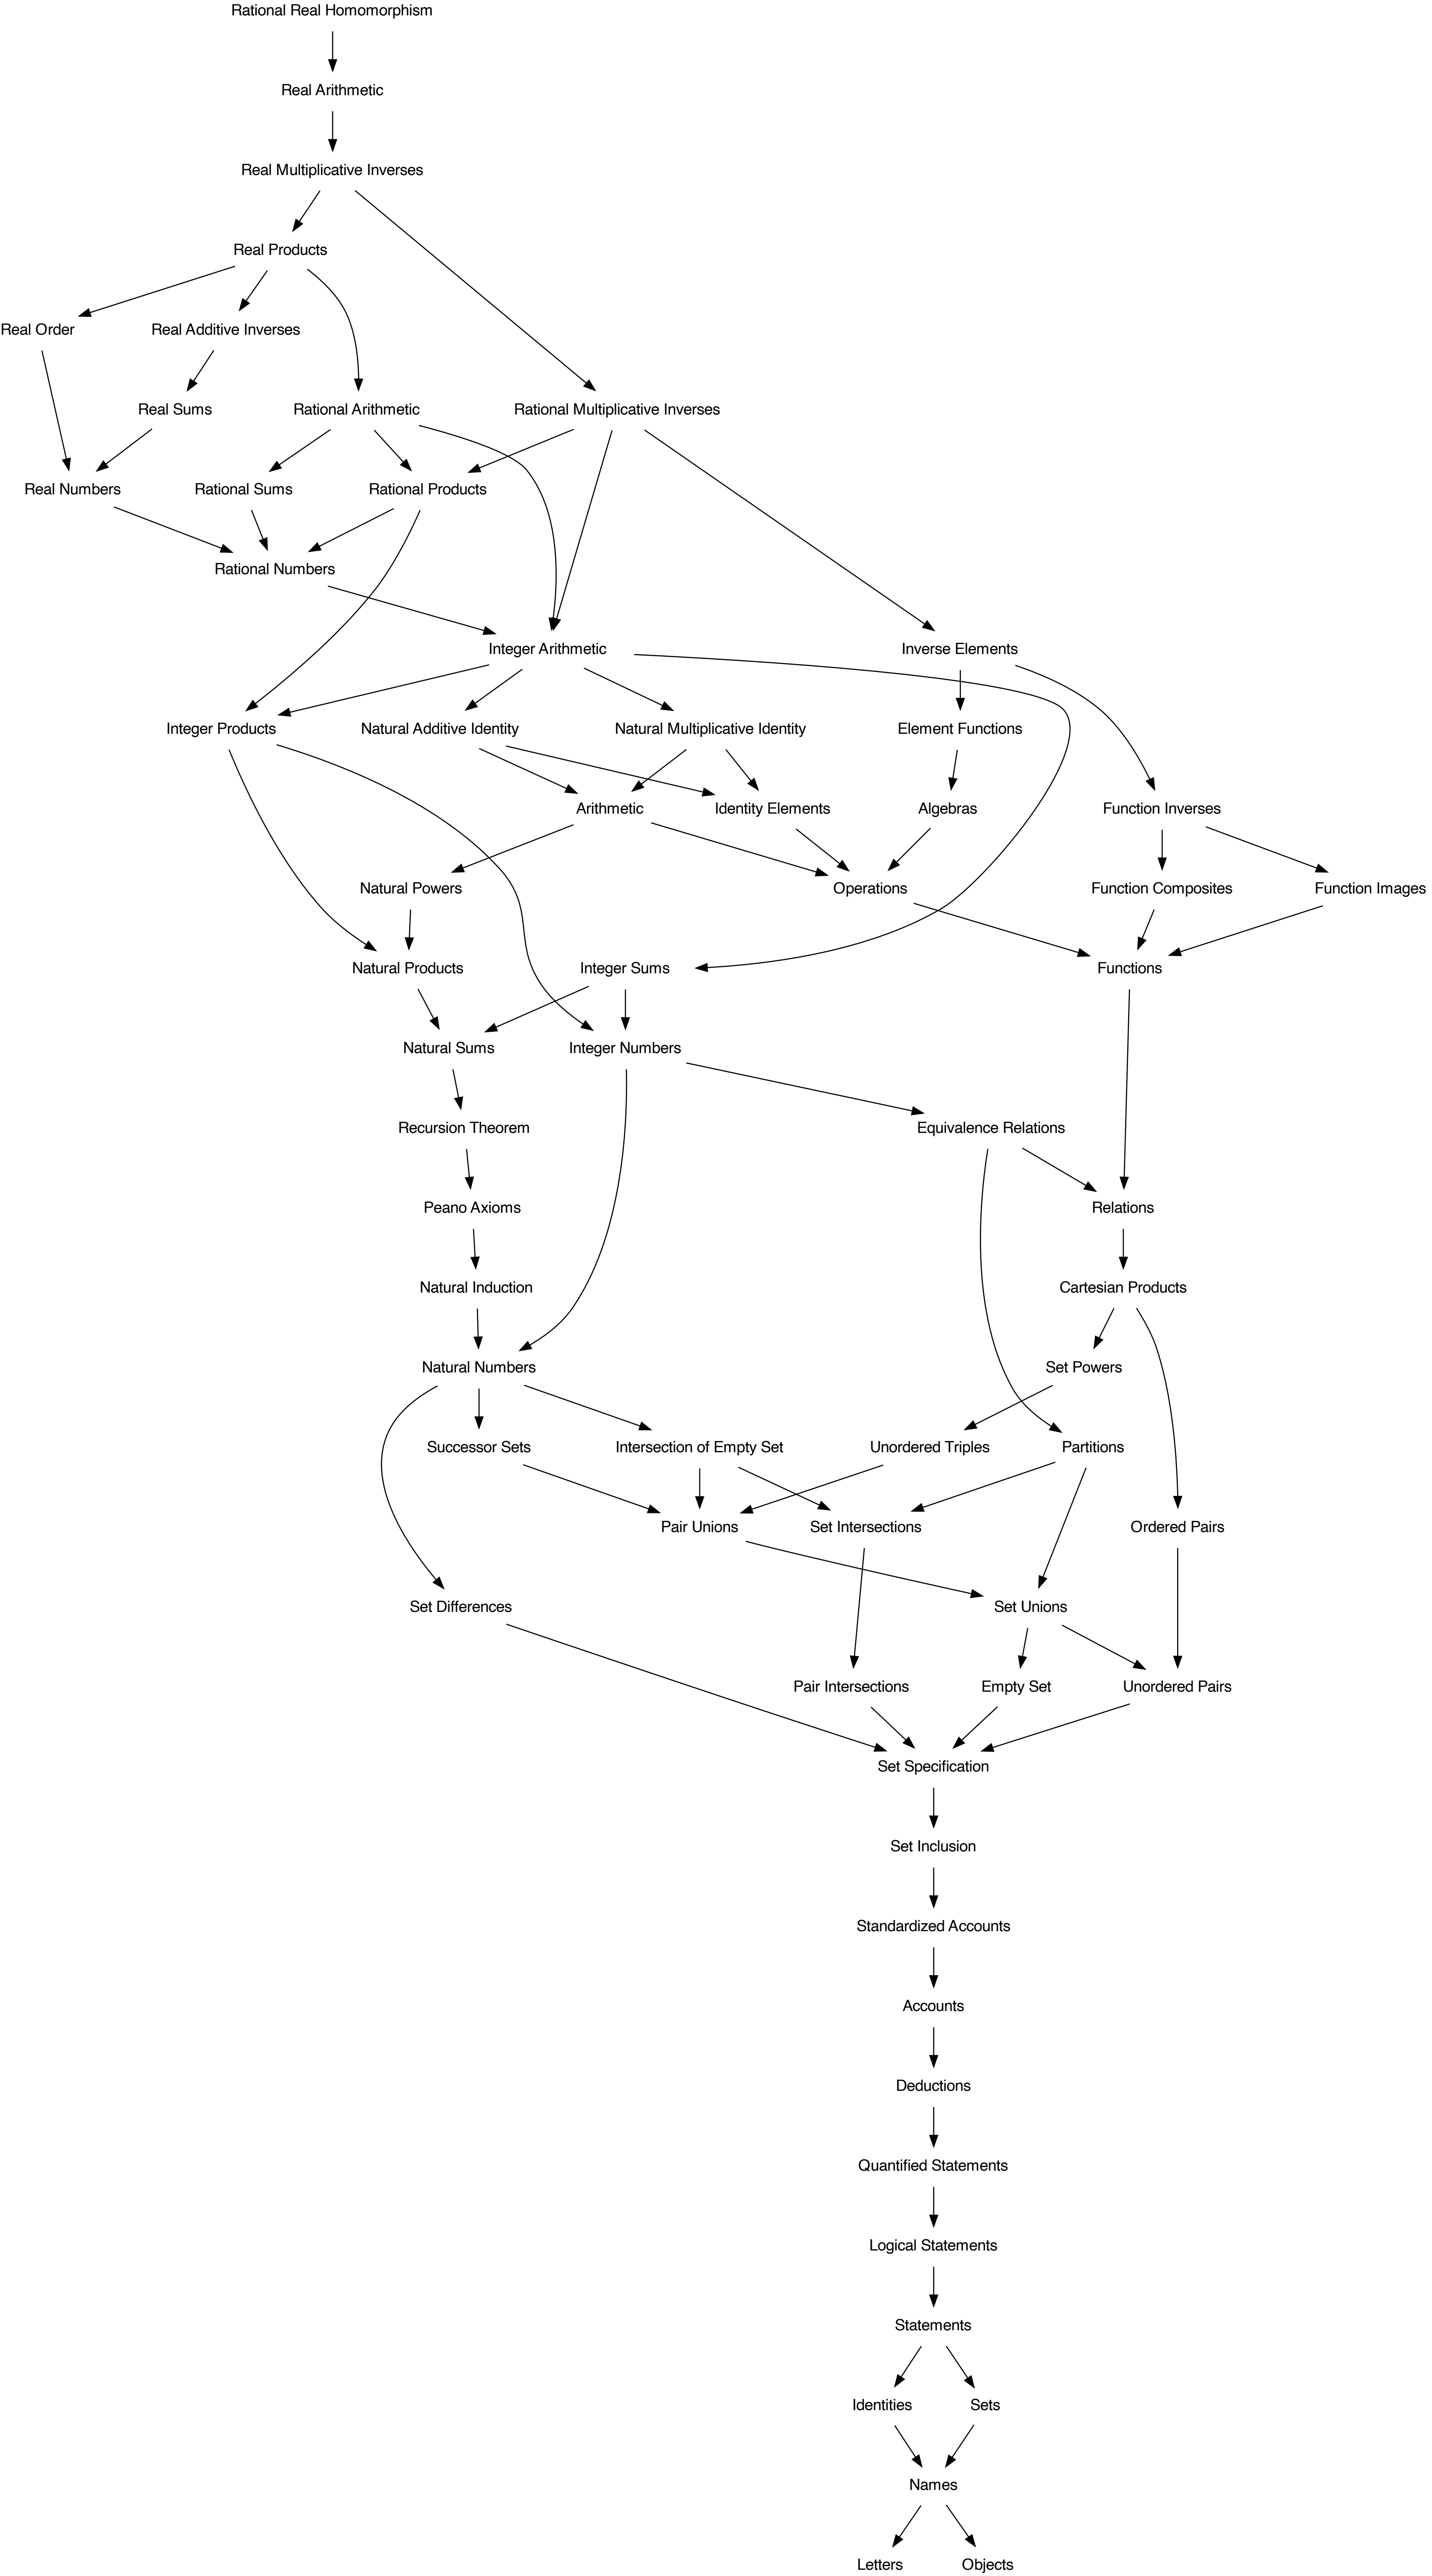 Rational Real Homomorphism
Real Arithmetic
Real Multiplicative Inverses
Real Products
Real Order
Real Additive Inverses
Real Sums
Rational Arithmetic
Rational Multiplicative Inverses
Real Numbers
Rational Sums
Rational Products
Rational Numbers
Integer Arithmetic
Inverse Elements
Integer Products
Natural Additive Identity
Natural Multiplicative Identity
Element Functions
Arithmetic
Identity Elements
Algebras
Function Inverses
Natural Powers
Operations
Function Composites
Function Images
Natural Products
Integer Sums
Functions
Natural Sums
Integer Numbers
Recursion Theorem
Equivalence Relations
Peano Axioms
Relations
Natural Induction
Cartesian Products
Natural Numbers
Set Powers
Successor Sets
Intersection of Empty Set
Unordered Triples
Partitions
Pair Unions
Set Intersections
Ordered Pairs
Set Differences
Set Unions
Pair Intersections
Empty Set
Unordered Pairs
Set Specification
Set Inclusion
Standardized Accounts
Accounts
Deductions
Quantified Statements
Logical Statements
Statements
Identities
Sets
Names
Letters
Objects